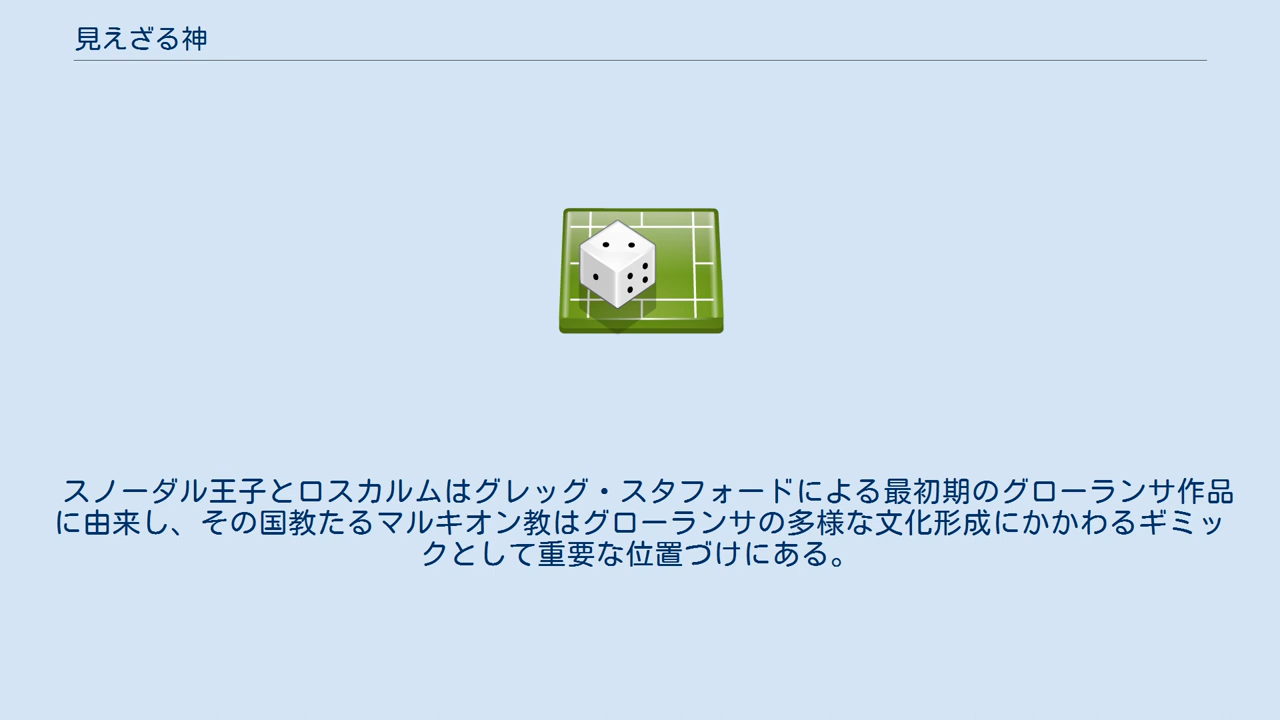 見えざる神
スノーダル王子とロスカルムはグレッグ・スタフォードによる最初期のグローランサ作品
に由来し、その国教たるマルキオン教はグローランサの多様な文化形成にかかわるギミッ
クとして重要な位置づけにある。